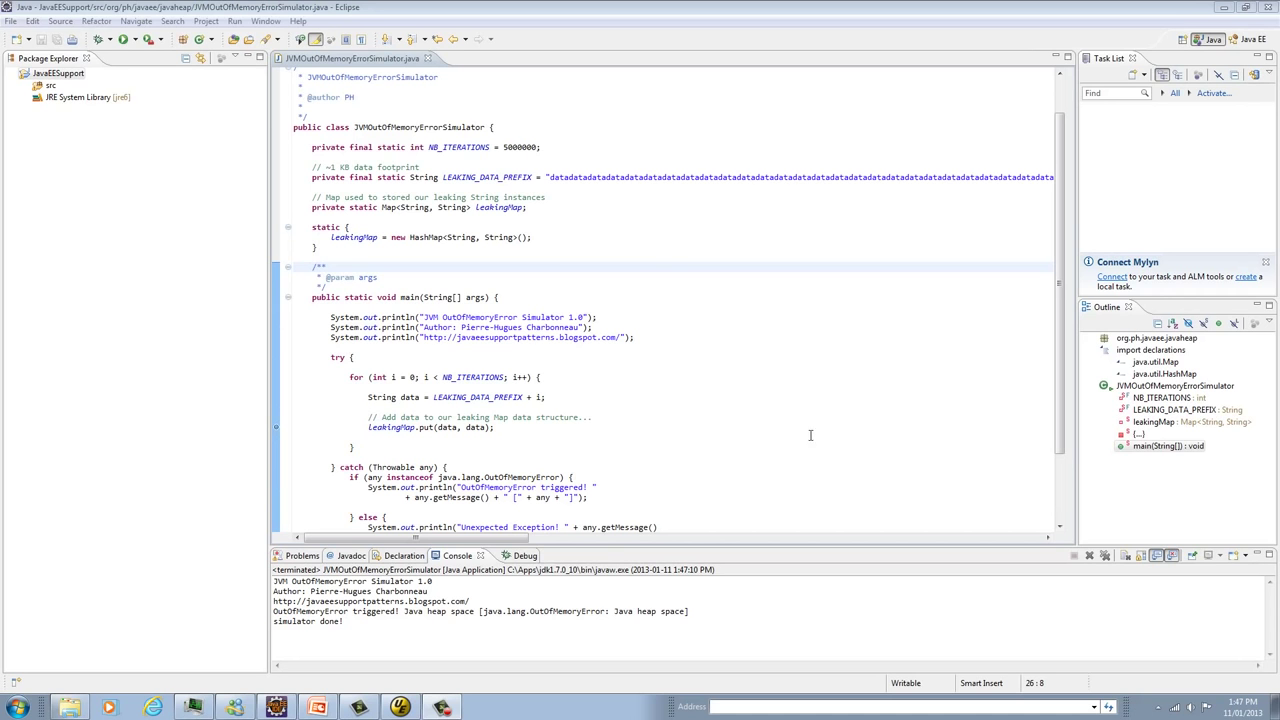 Java - JavaEESupport/src/org/ph/javaee/javaheap/JVMOutOfMemoryErrorSimulator.java - Eclipse
File Edit Source Refactor Navigate Search Project Run Window Help
Java Java EE
Package Explorer
JavaEESupport
src
JRE System Library [jre6]
JVMOutOfMemoryErrorSimulator.java
* JVMOutOfMemoryErrorSimulator
*
* @author PH
*
*/
public class JVMOutOfMemoryErrorSimulator {
private final static int NB_ITERATIONS = 5000000;
// ~1 KB data footprint
private final static String LEAKING_DATA_PREFIX = "datadatadatadatadatadatadatadatadatadatadatadatadatadatadatadatadatadatadatadatadatadatadatadatadatadatadata
// Map used to stored our leaking String instances
private static Map<String, String> leakingMap;
static {
leakingMap = new HashMap<String, String>();
}
/**
* @param args
*/
public static void main(String[] args) {
System.out.println("JVM OutOfMemoryError Simulator 1.0");
System.out.println("Author: Pierre-Hugues Charbonneau");
System.out.println("http://javaeesupportpatterns.blogspot.com/");
try {
for (int i = 0; i < NB_ITERATIONS; i++) {
String data = LEAKING_DATA_PREFIX + i;
// Add data to our leaking Map data structure...
leakingMap.put(data, data);
}
} catch (Throwable any) {
if (any instanceof java.lang.OutOfMemoryError) {
System.out.println("OutOfMemoryError triggered! "
+ any.getMessage() + " [" + any + "]");
} else {
System.out.println("Unexpected Exception! " + any.getMessage()
Task List
Find All Activate...
Connect Mylyn
Connect to your task and ALM tools or create a
local task.
Outline
org.ph.javaee.javaheap
import declarations
java.util.Map
java.util.HashMap
JVMOutOfMemoryErrorSimulator
NB_ITERATIONS : int
LEAKING_DATA_PREFIX : String
leakingMap : Map<String, String>
{...}
main(String[]) : void
Problems Javadoc Declaration Console Debug
<terminated> JVMOutOfMemoryErrorSimulator [Java Application] C:\Apps\jdk1.7.0_10\bin\javaw.exe (2013-01-11 1:47:10 PM)
JVM OutOfMemoryError Simulator 1.0
Author: Pierre-Hugues Charbonneau
http://javaeesupportpatterns.blogspot.com/
OutOfMemoryError triggered! Java heap space [java.lang.OutOfMemoryError: Java heap space]
simulator done!
Writable Smart Insert 26 : 8
Address
1:47 PM
11/01/2013